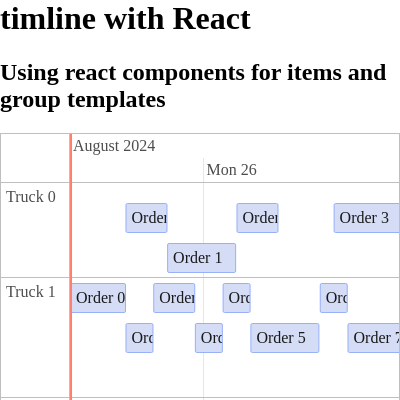 timline with React
Using react components for items and
group templates
August 2024
Mon 26
Truck 0
Order
Order
Order 3
Order 1
Truck 1
Order 0
Order
Ord
Ord
Ord
Ord
Order 5
Order 7